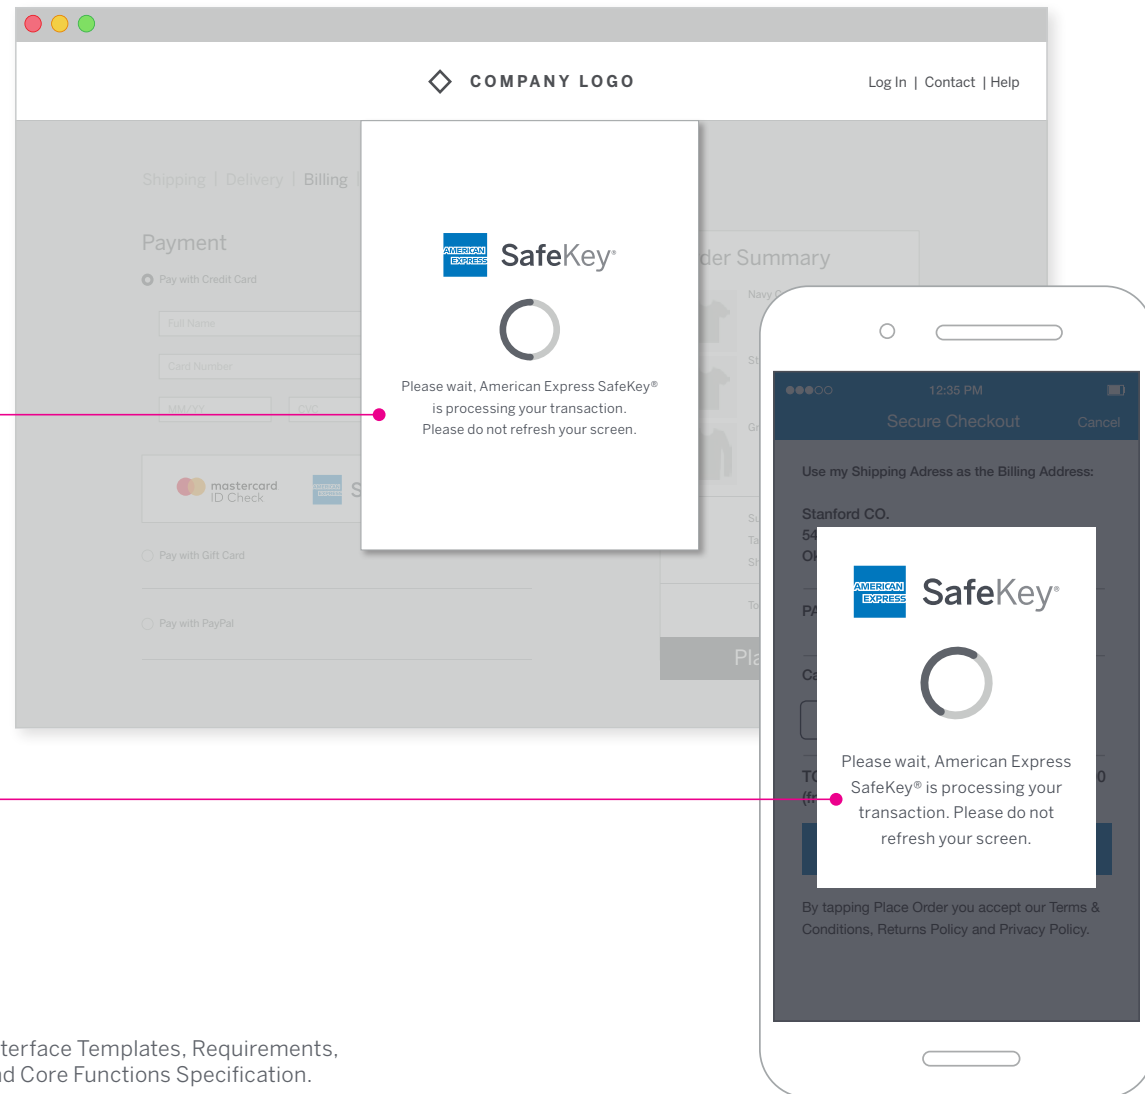 COMPANY LOGO
Log In | Contact | Help
Shipping | Delivery | Billing |
Payment
Pay with Credit Card
Full Name
Card Number
MM/YY
CVC
mastercard
ID Check
AMERICAN
EXPRESS
Pay with Gift Card
Pay with PayPal
Summary
Navy
AMERICAN
EXPRESS
SafeKey®
Please wait, American Express SafeKey®
is processing your transaction.
Please do not refresh your screen.
12:35 PM
Secure Checkout
Cancel
Use my Shipping Adress as the Billing Address:
Stanford CO.
AMERICAN
EXPRESS
SafeKey®
Please wait, American Express
SafeKey® is processing your
transaction. Please do not
refresh your screen.
By tapping Place Order you accept our Terms &
Conditions, Returns Policy and Privacy Policy.
terface Templates, Requirements,
d Core Functions Specification.